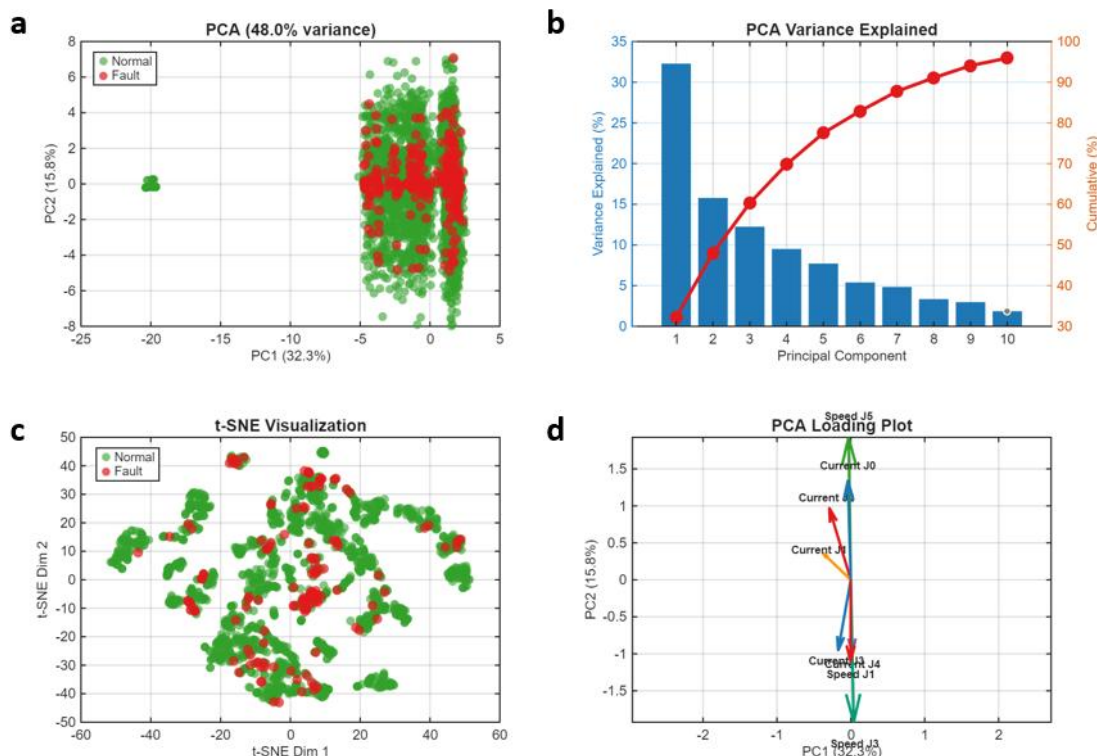 a
PCA (48.0% variance)
Normal
Fault
8
6
4
2
0
-2
-4
-6
-8
PC2 (15.8%)
-25 -20 -15 -10 -5 0 5
PC1 (32.3%)
b
PCA Variance Explained
35
30
25
20
15
10
5
0
Variance Explained (%)
100
90
80
70
60
50
40
30
Cumulative (%)
1 2 3 4 5 6 7 8 9 10
Principal Component
c
t-SNE Visualization
Normal
Fault
50
40
30
20
10
0
-10
-20
-30
-40
-50
t-SNE Dim 2
-60 -40 -20 0 20 40 60
t-SNE Dim 1
d
Speed J5
PCA Loading Plot
Current J0
Current
Current J1
1.5
1
0.5
0
-0.5
-1
-1.5
PC2 (15.8%)
Current J3
Current J4
Speed J1
Speed J3
-2 -1 0 1 2
PC1 (32.3%)